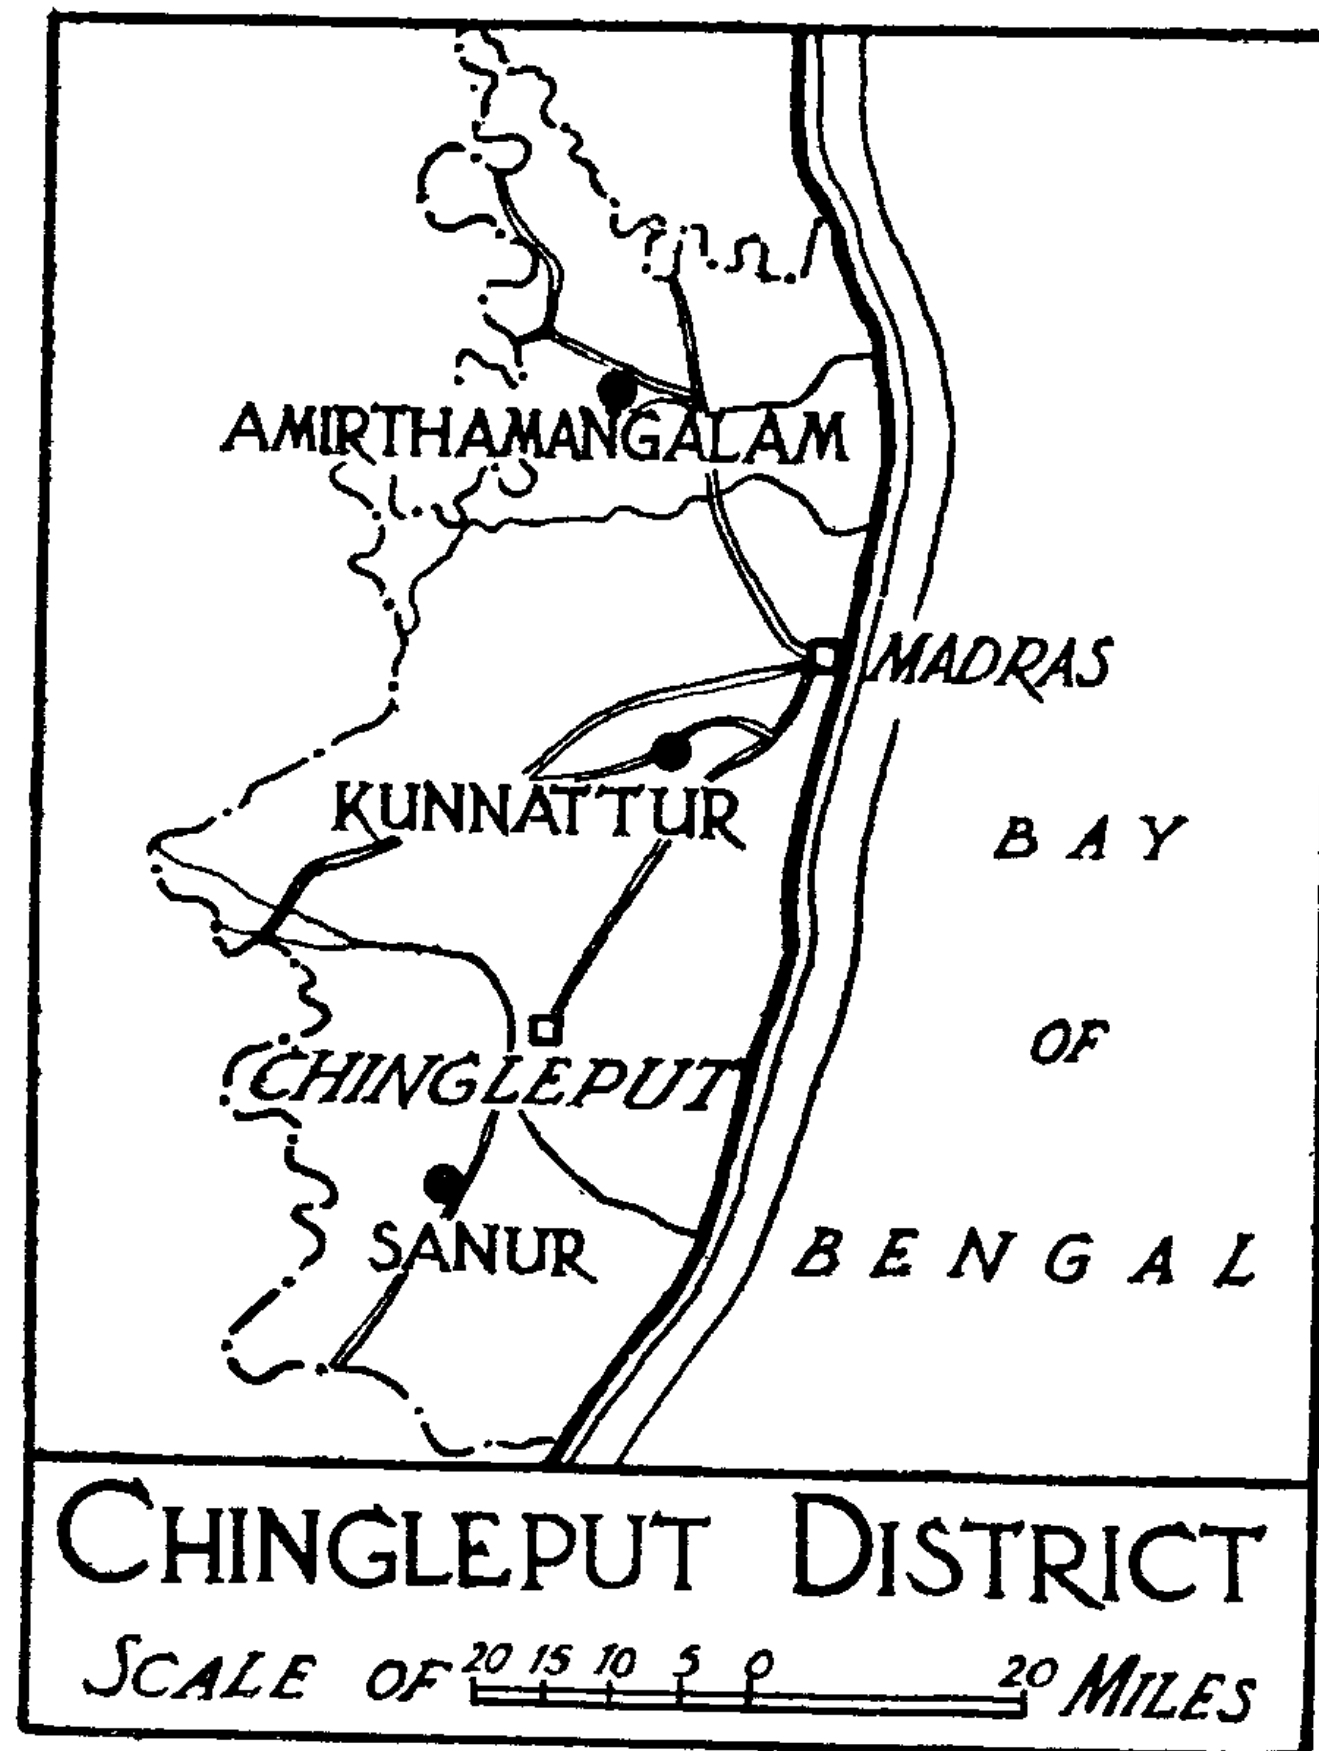 AMIRTHAMANGALAM
MADRAS
KUNNATTUR
BAY
OF
BENGAL
CHINGLEPUT
SANUR
CHINGLEPUT DISTRICT
SCALE OF 20 15 10 5 0 20 MILES